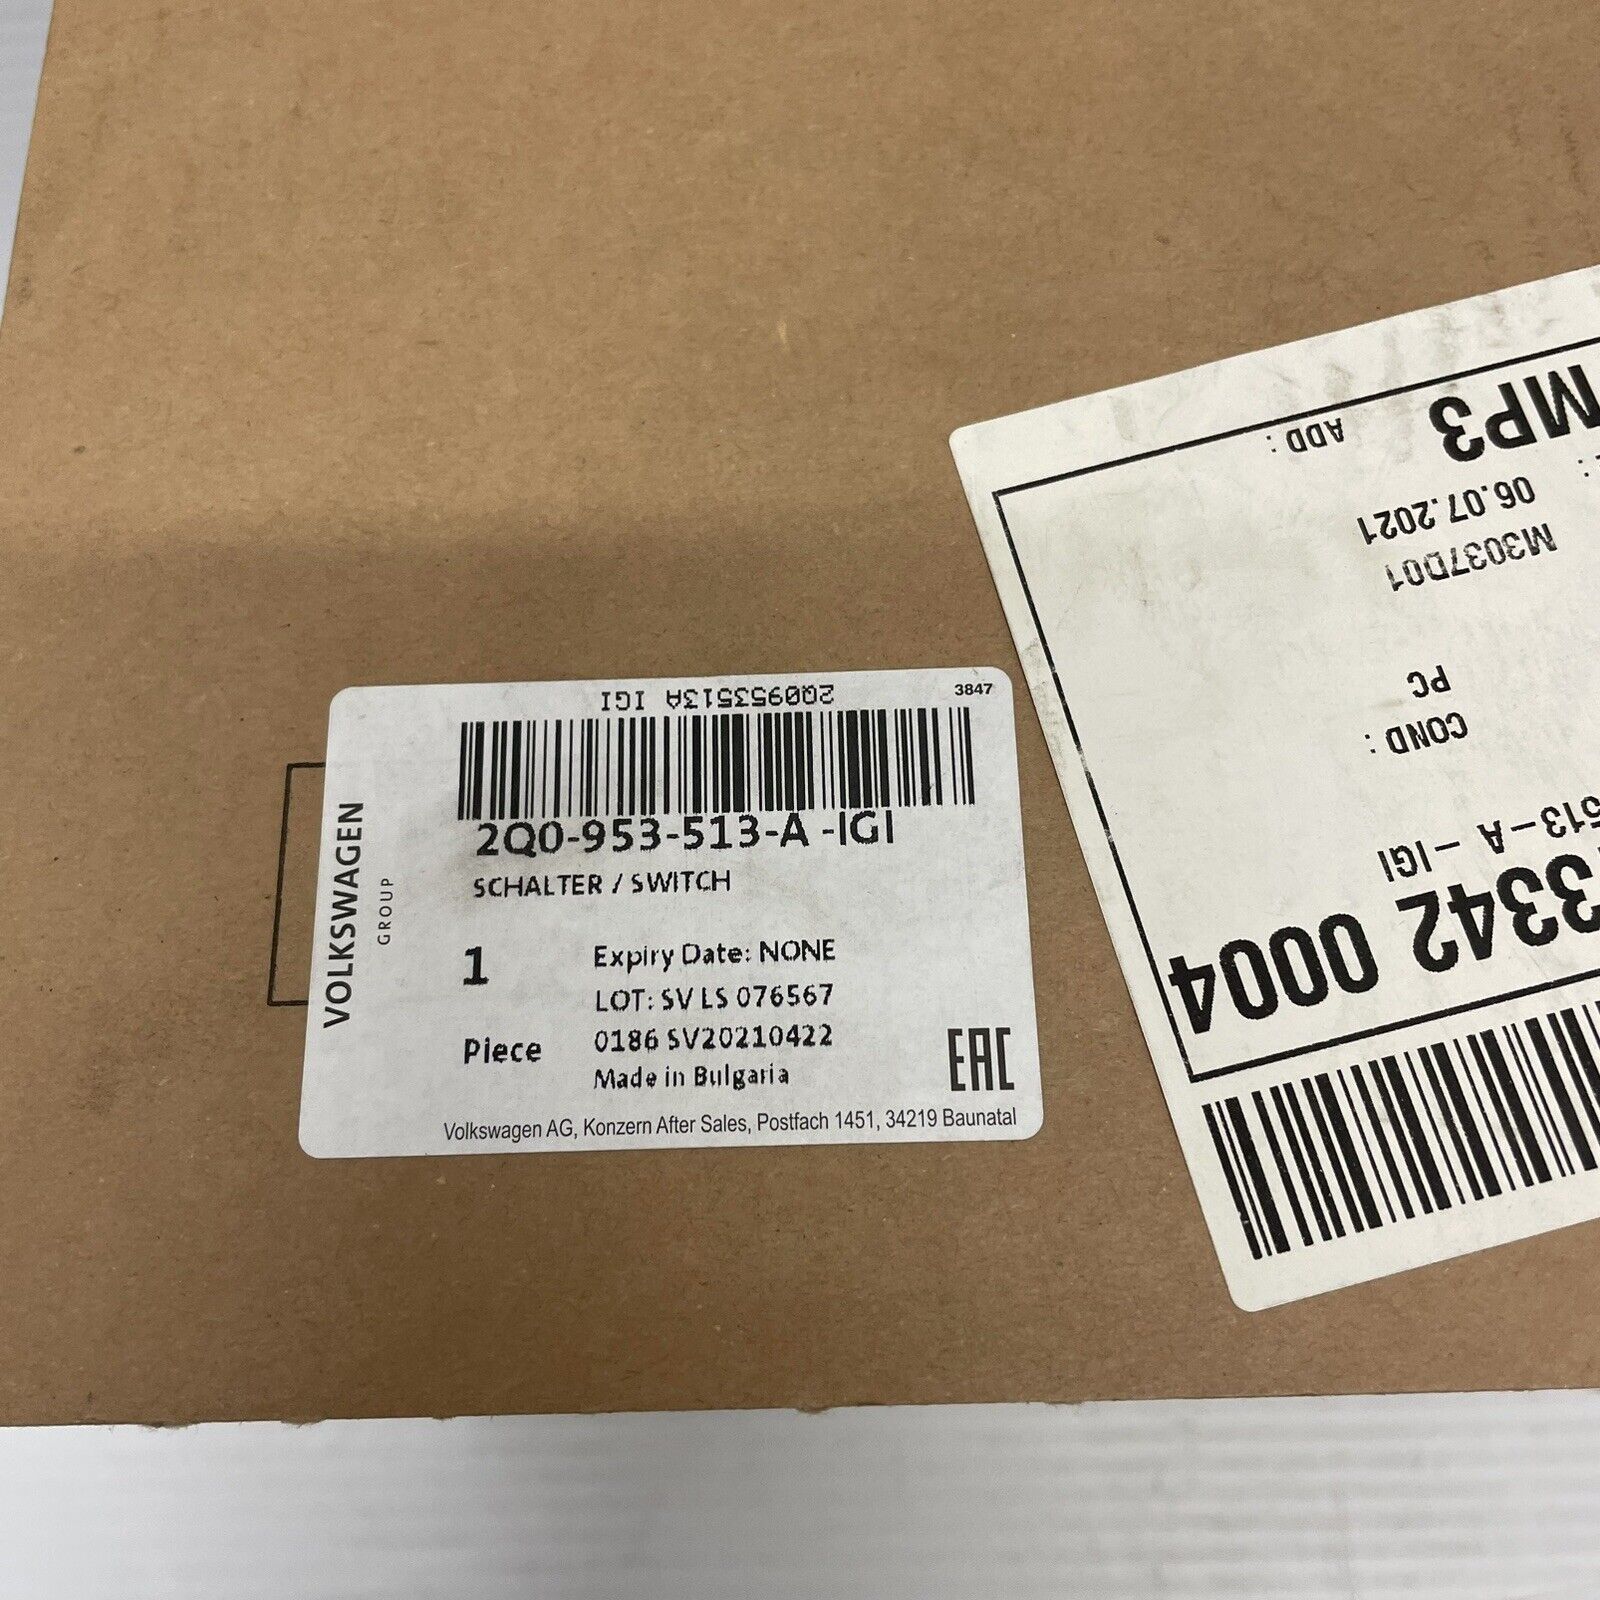 2Q0953513A IGI
3847
2Q0-953-513-A -IGI
SCHALTER / SWITCH
VOLKSWAGEN
GROUP
1
Piece
Expiry Date: NONE
LOT: SV LS 076567
0186 SV20210422
Made in Bulgaria
EAC
Volkswagen AG, Konzern After Sales, Postfach 1451, 34219 Baunatal
3342 0004
513-A -IGI
COND :
PC
M3037D01
06.07.2021
ADD :
MP3